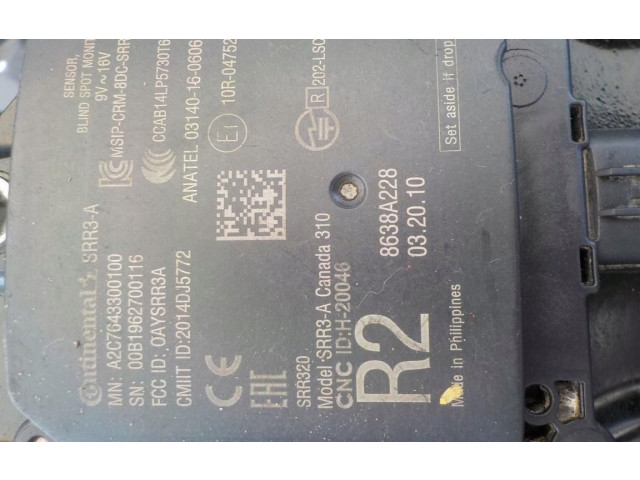 Continental SRR3-A
MN: A2C7643300100
SN: 00B1962700116
FCC ID: OAYSRR3A
CMIIT ID:2014DJ5772
CE
EAC
SRR320
Model :SRR3-A Canada 310
CNC ID:H-20046
R2
Made in Philippines
SENSOR,
BLIND SPOT MONIT
9V~16V
MSIP-CRM-8DC-SRR
CCAB14LP5730T6
ANATEL 03140-16-0606
E1 10R-04752
R 202-LSC
8638A228
03.20.10
Set aside if drop